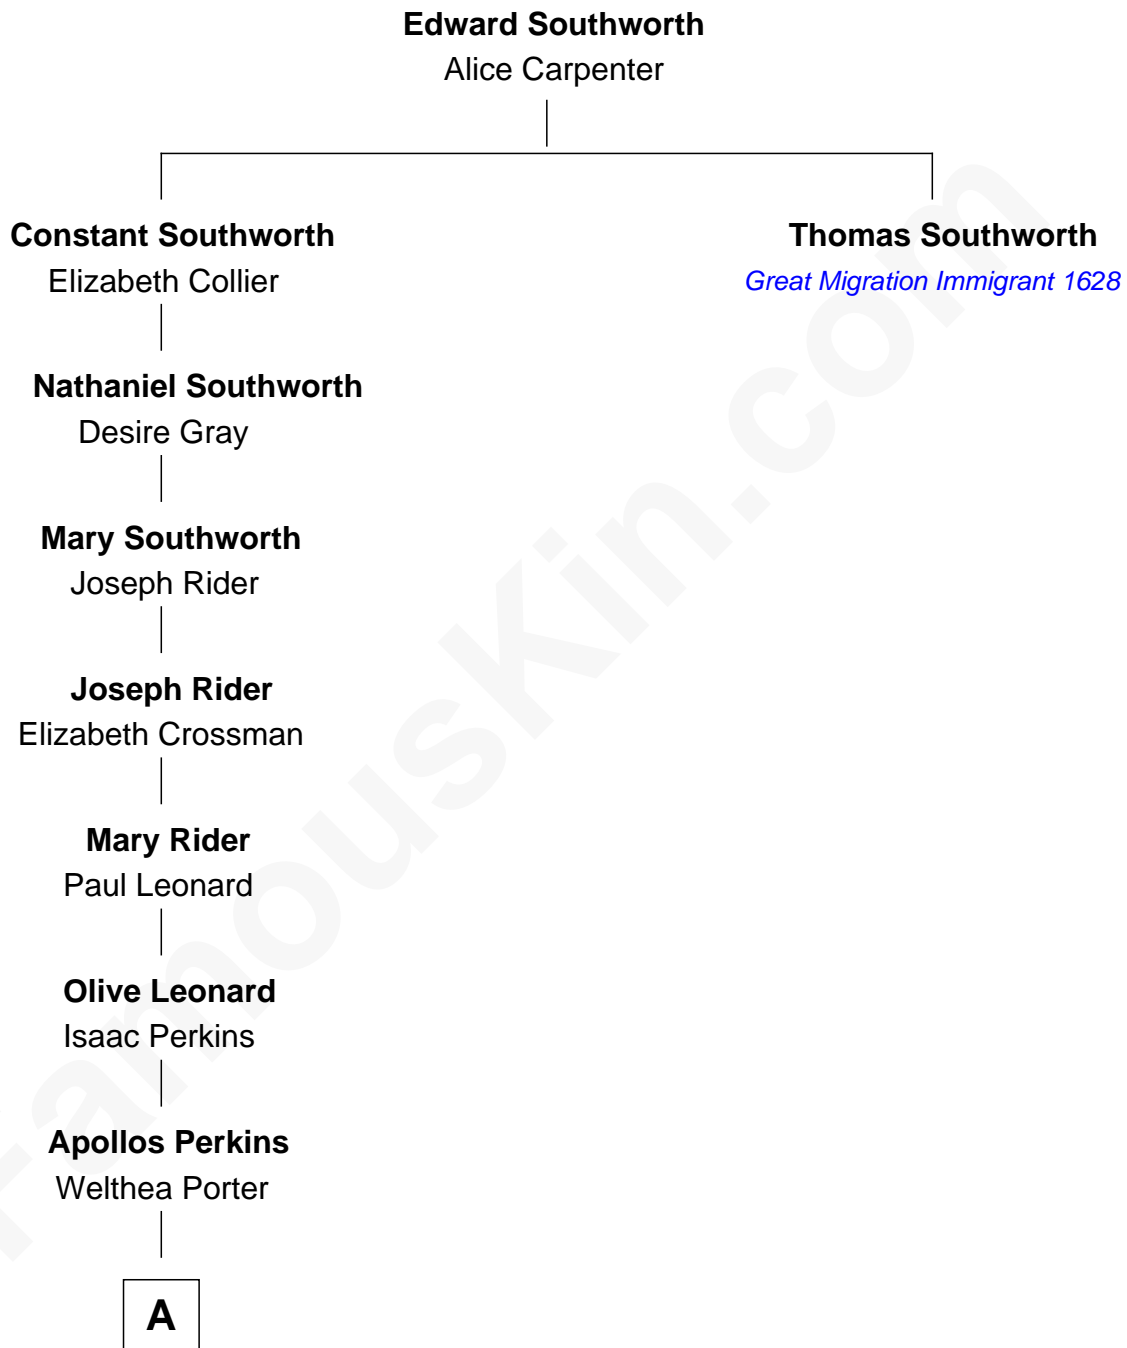 Edward Southworth
Alice Carpenter
Constant Southworth
Elizabeth Collier
Thomas Southworth
Great Migration Immigrant 1628
Nathaniel Southworth
Desire Gray
Mary Southworth
Joseph Rider
Joseph Rider
Elizabeth Crossman
Mary Rider
Paul Leonard
Olive Leonard
Isaac Perkins
Apollos Perkins
Welthea Porter
A
FamousKin.com